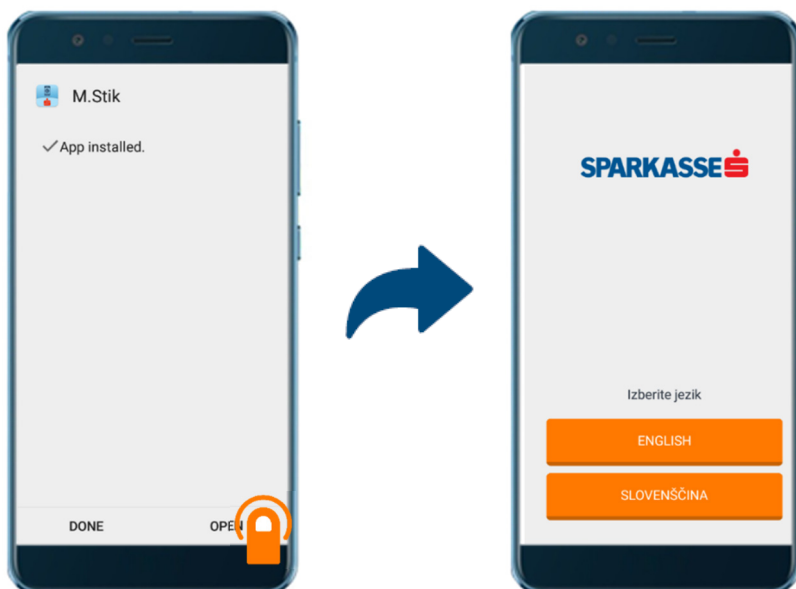 M.Stik
App installed.
DONE
OPEN
SPARKASSE
Izberite jezik
ENGLISH
SLOVENŠČINA